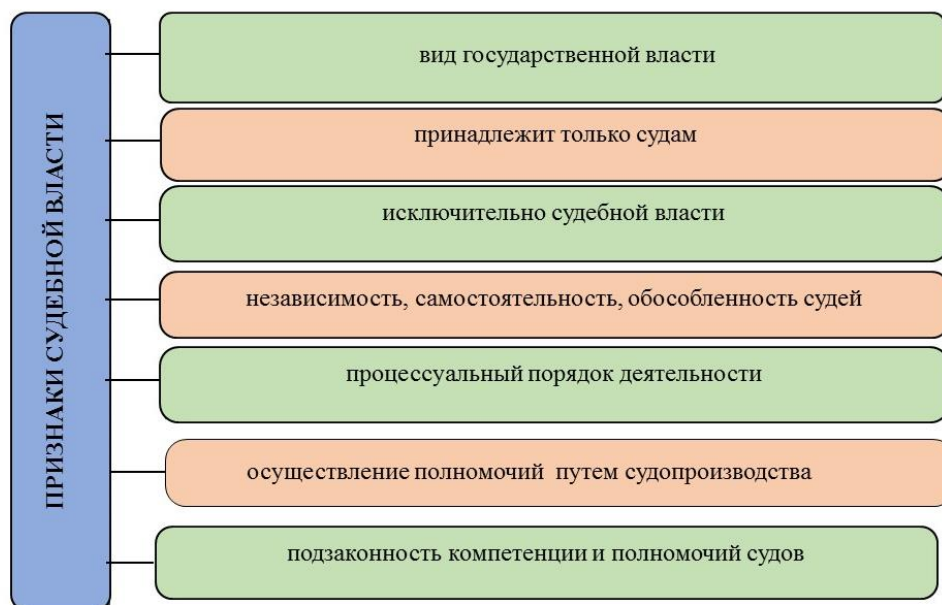 ПРИЗНАКИ СУДЕБНОЙ ВЛАСТИ
вид государственной власти
принадлежит только судам
исключительно судебной власти
независимость, самостоятельность, обособленность судей
процессуальный порядок деятельности
осуществление полномочий путем судопроизводства
подзаконность компетенции и полномочий судов